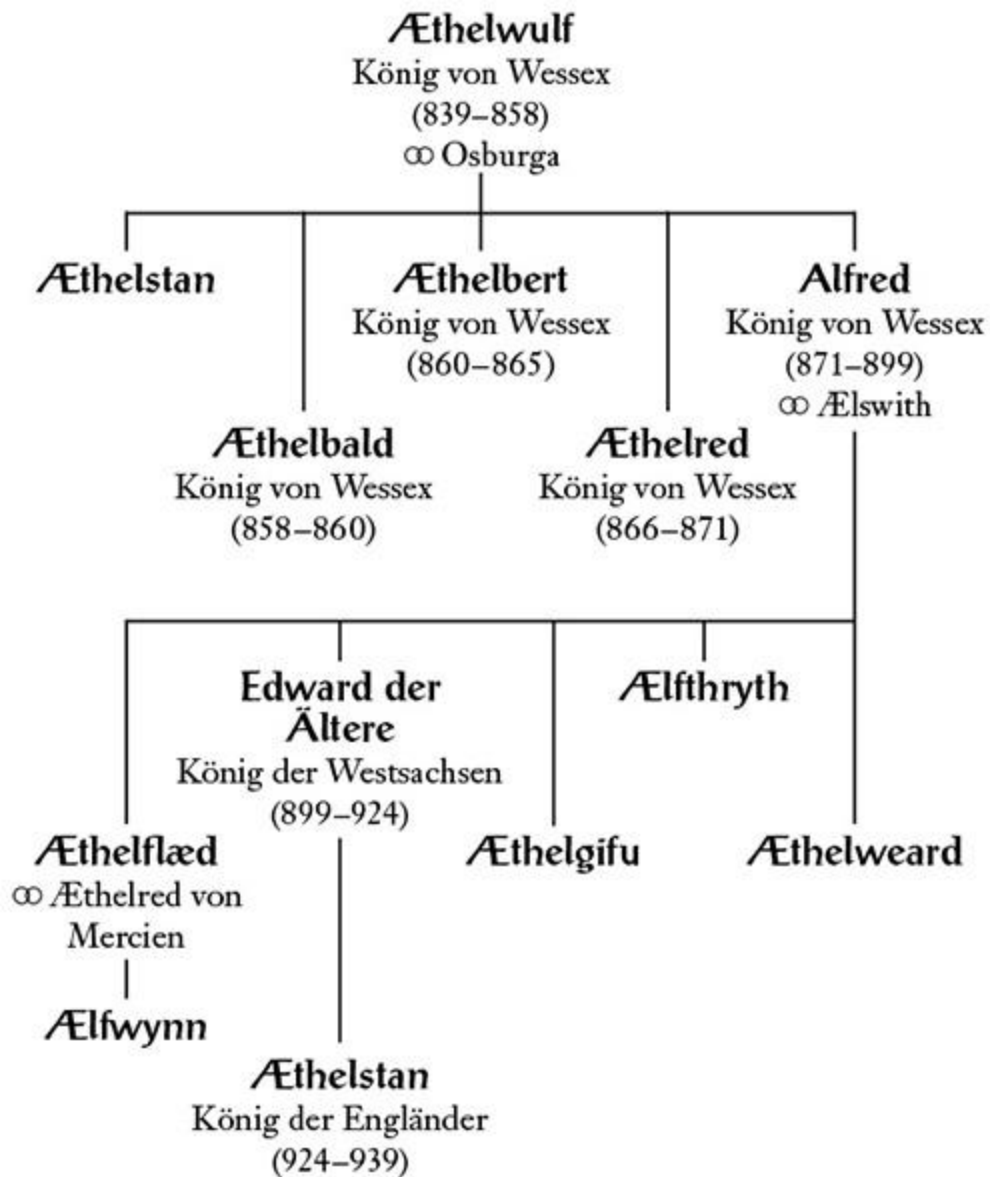 Æthelwulf
König von Wessex
(839–858)
⚭ Osburga
Æthelstan
Æthelbert
König von Wessex
(860–865)
Alfred
König von Wessex
(871–899)
⚭ Ælswith
Æthelbald
König von Wessex
(858–860)
Æthelred
König von Wessex
(866–871)
Edward der
Ältere
König der Westsachsen
(899–924)
Ælfthryth
Æthelflæd
⚭ Æthelred von
Mercien
Æthelgifu
Æthelweard
Ælfwynn
Æthelstan
König der Engländer
(924–939)